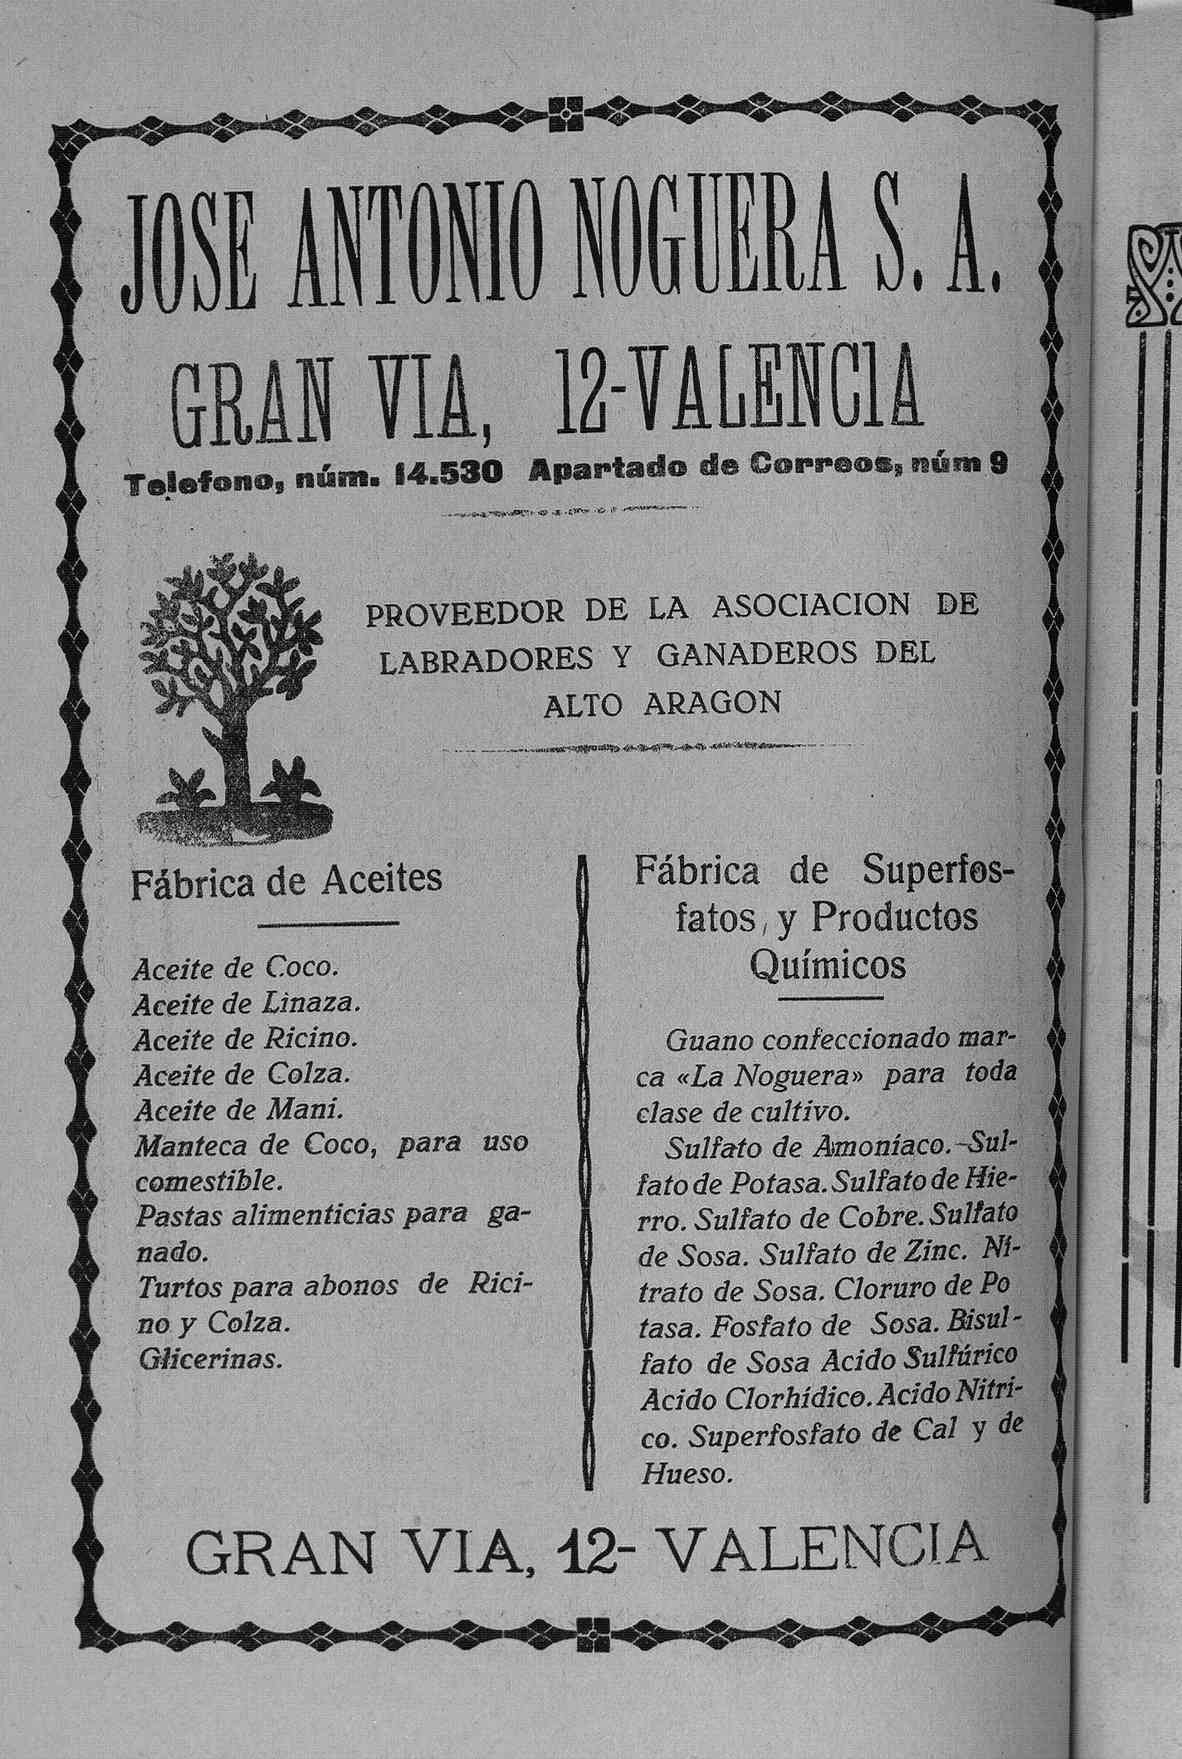 JOSE ANTONIO NOGUERA S. A.
GRAN VIA, 12-VALENCIA
Telefono, núm. 14.530 Apartado de Correos, núm 9
PROVEEDOR DE LA ASOCIACION DE
LABRADORES Y GANADEROS DEL
ALTO ARAGON
Fábrica de Aceites
Aceite de Coco.
Aceite de Linaza.
Aceite de Ricino.
Aceite de Colza.
Aceite de Mani.
Manteca de Coco, para uso
comestible.
Pastas alimenticias para ga-
nado.
Turtos para abonos de Rici-
no y Colza.
Glicerinas.
Fábrica de Superfos-
fatos, y Productos
Químicos
Guano confeccionado mar-
ca «La Noguera» para toda
clase de cultivo.
Sulfato de Amoníaco.-Sul-
fato de Potasa. Sulfato de Hie-
rro. Sulfato de Cobre. Sulfato
de Sosa. Sulfato de Zinc. Ni-
trato de Sosa. Cloruro de Po
tasa. Fosfato de Sosa. Bisul-
fato de Sosa Acido Sulfúrico
Acido Clorhídico. Acido Nitri-
co. Superfosfato de Cal y de
Hueso.
GRAN VIA, 12- VALENCIA